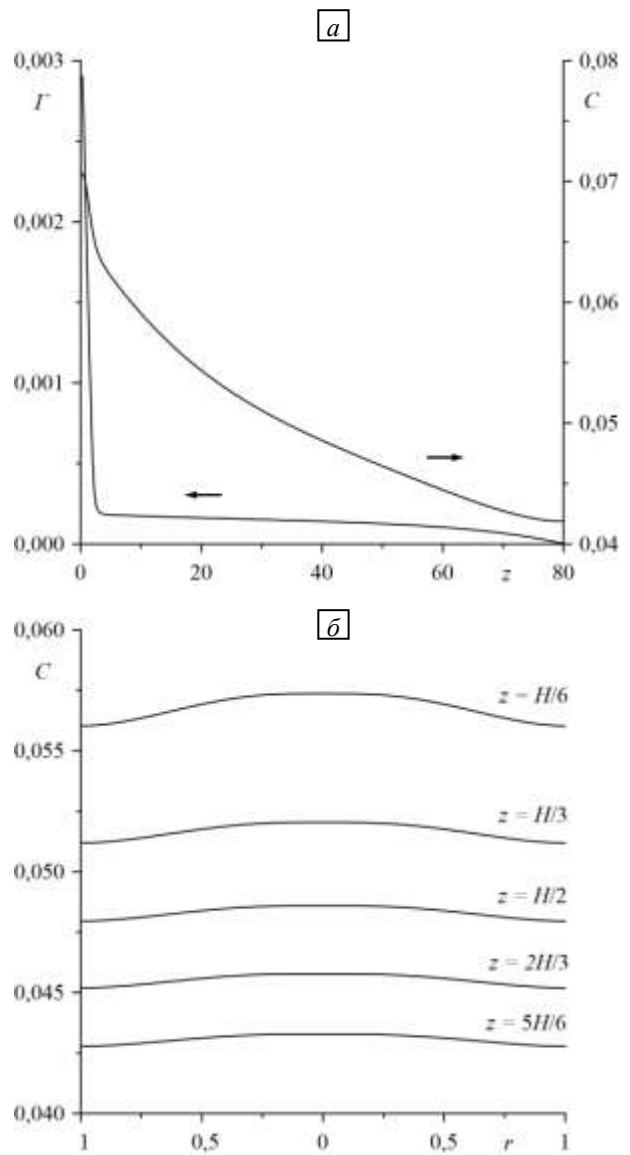 а
0,003 0,08
Γ C
0,002 0,07
0,06
0,001 0,05
0,000 0,04
0 20 40 60 z 80
б
0,060
C
z = H/6
0,055
z = H/3
0,050
z = H/2
z = 2H/3
0,045
z = 5H/6
0,040
1 0,5 0 0,5 r 1